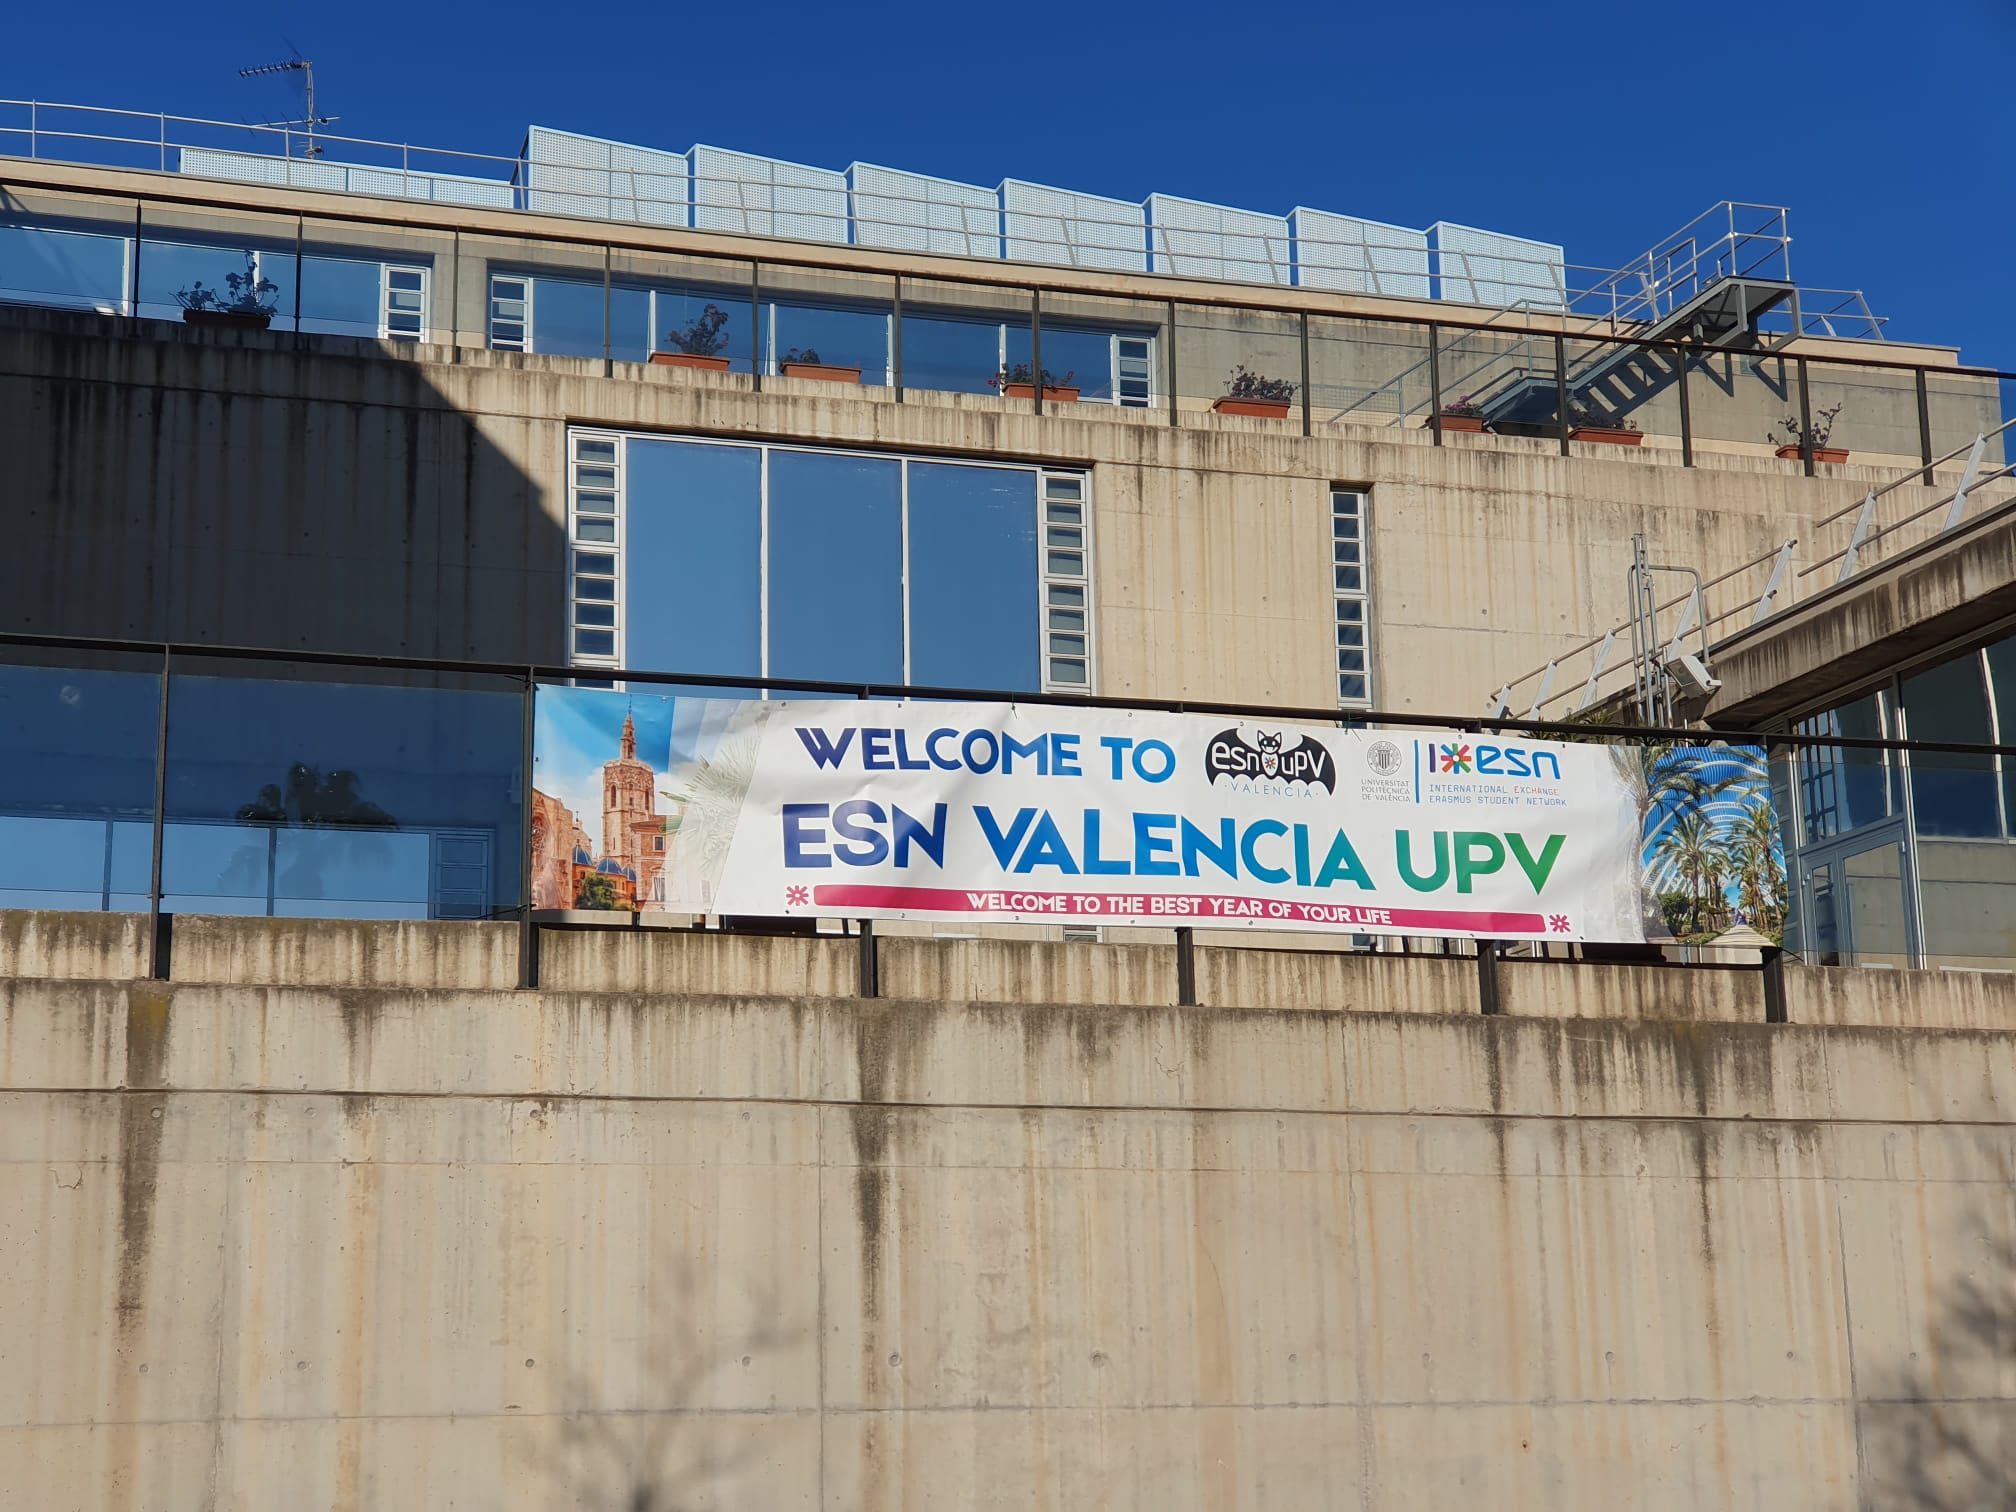 WELCOME TO
esn UPV
·VALENCIA·
UNIVERSITAT
POLITÈCNICA
DE VALÈNCIA
esn
INTERNATIONAL EXCHANGE
ERASMUS STUDENT NETWORK
ESN VALENCIA UPV
WELCOME TO THE BEST YEAR OF YOUR LIFE